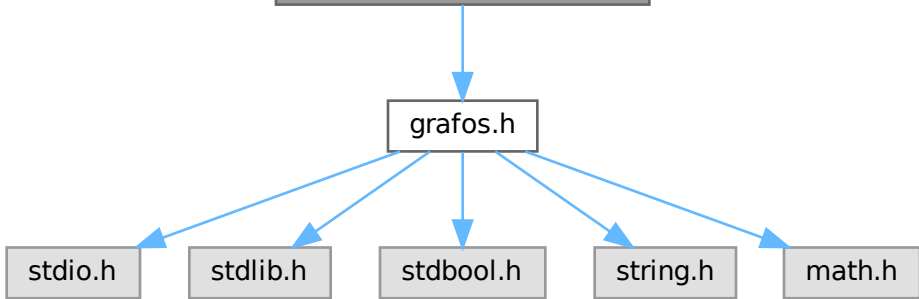 grafos.h
stdio.h
stdlib.h
stdbool.h
string.h
math.h